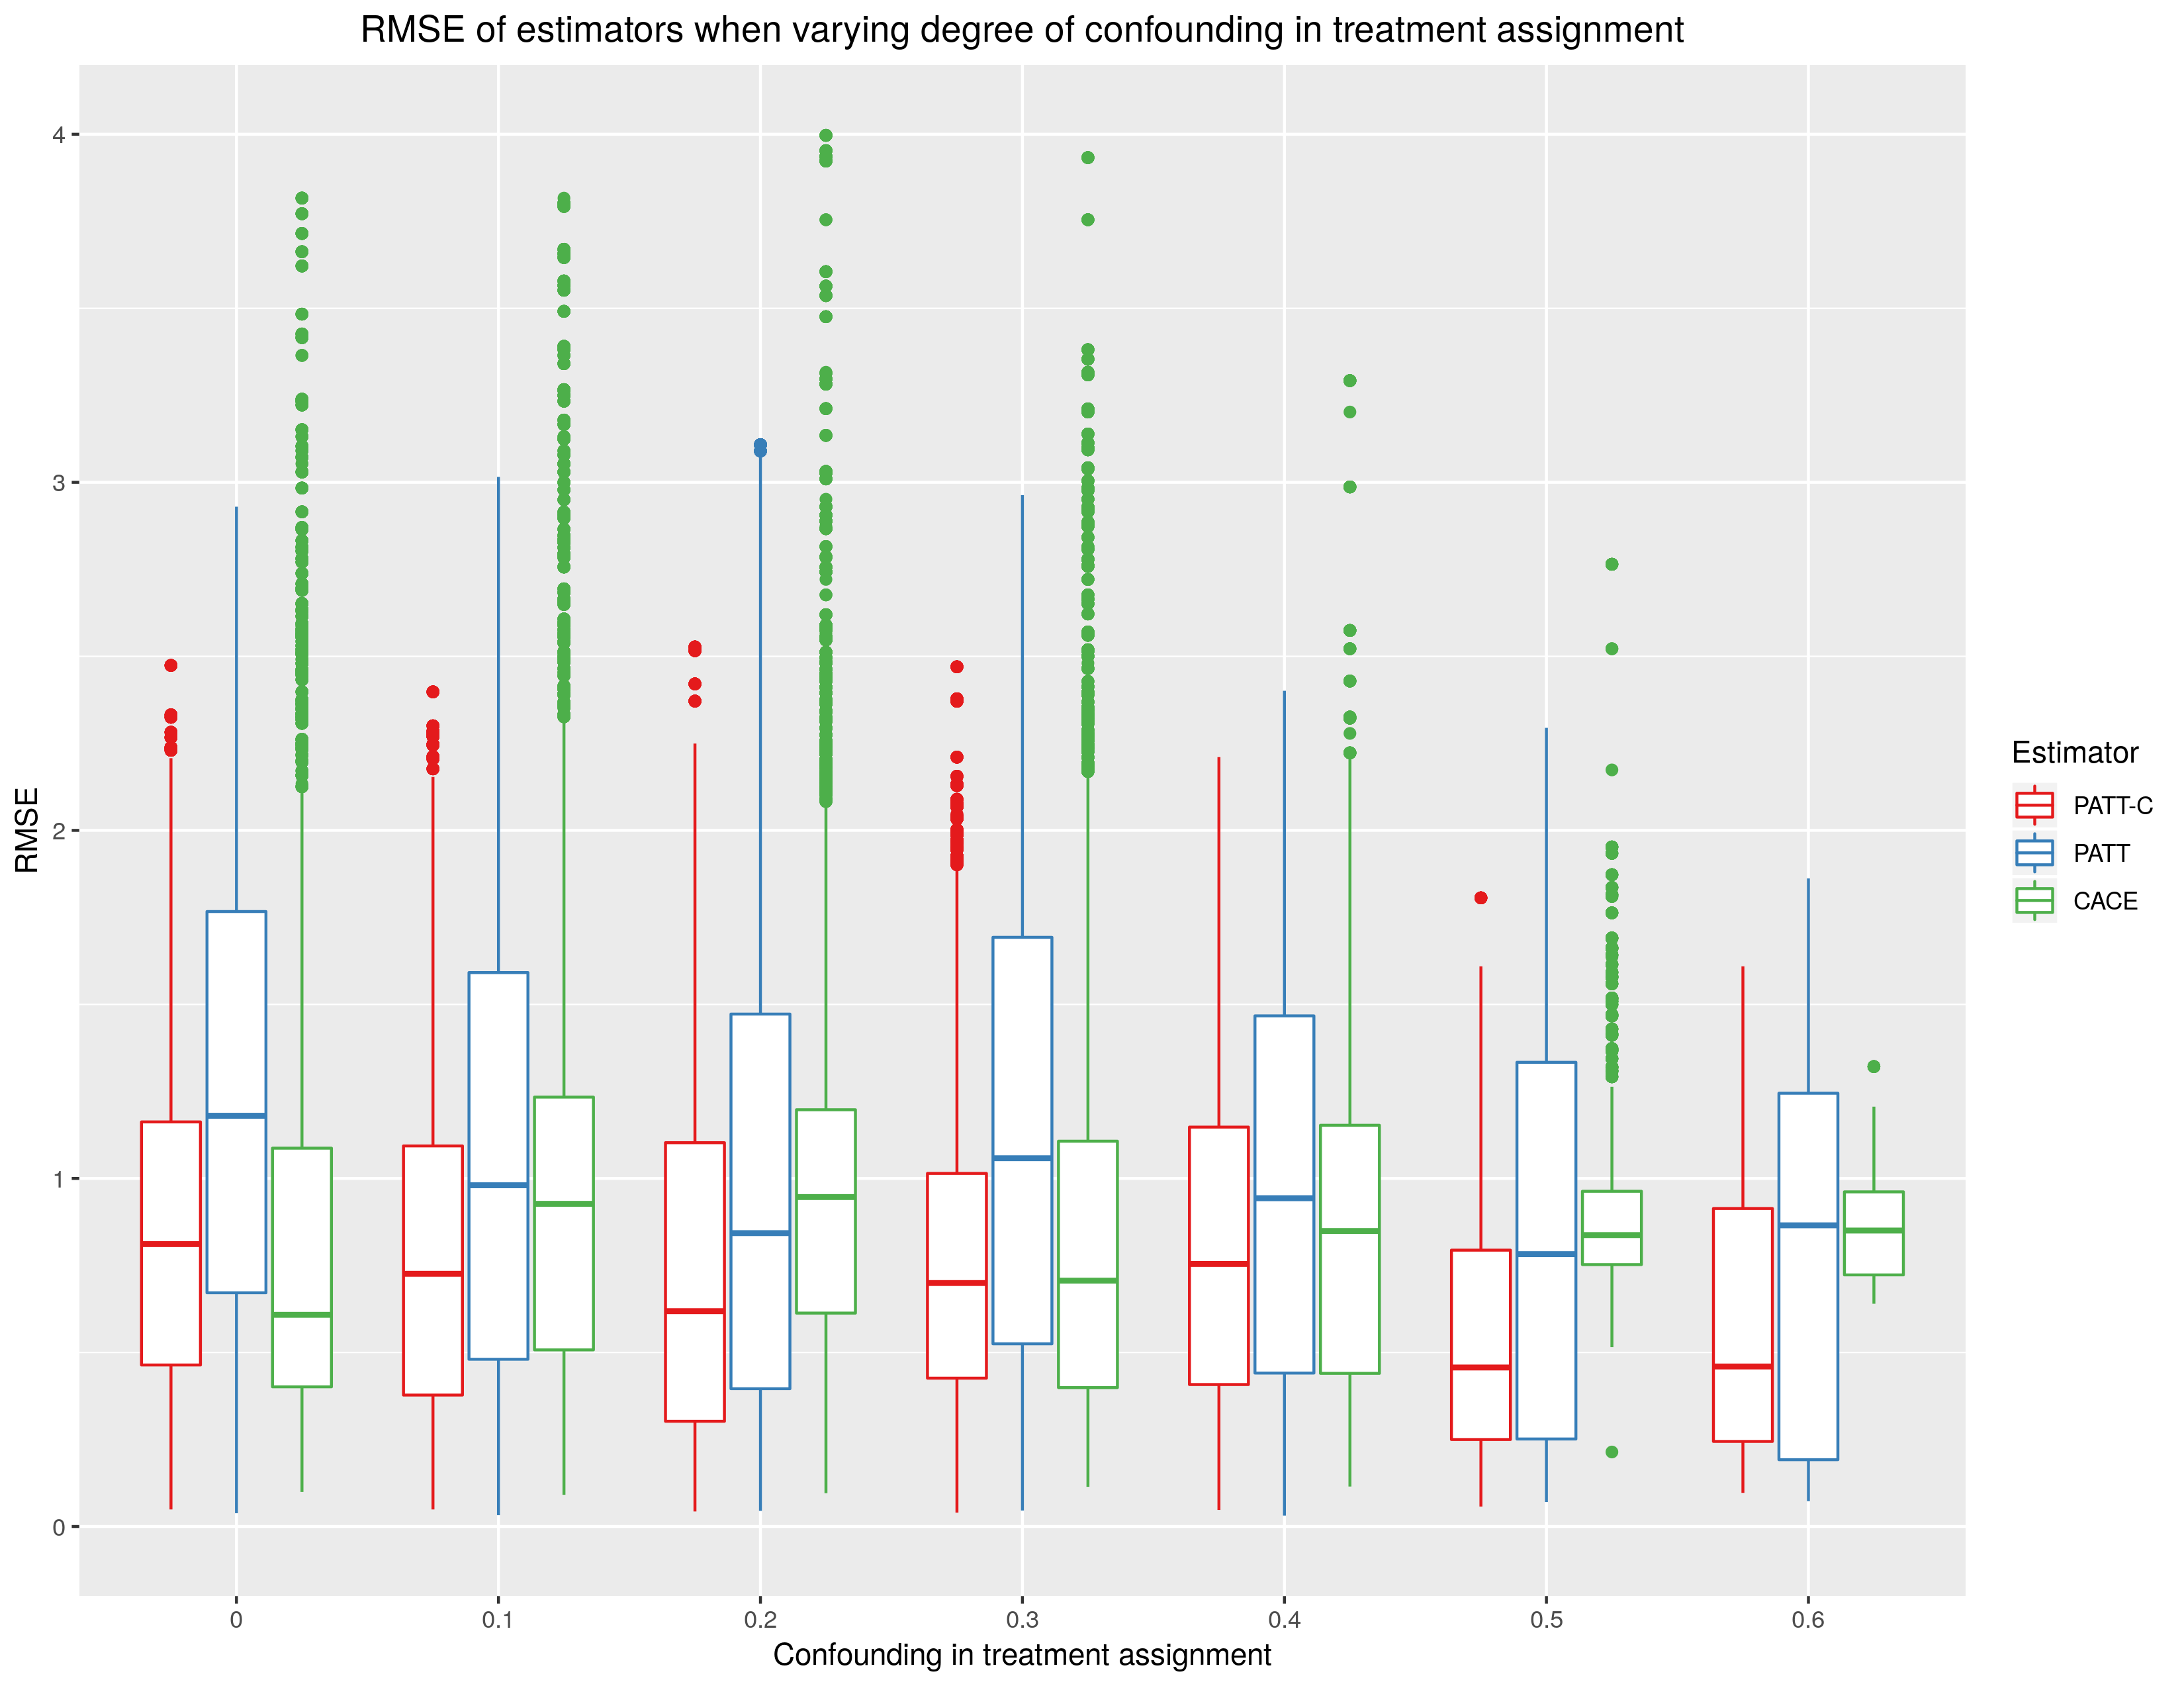 RMSE of estimators when varying degree of confounding in treatment assignment
4
3
2
1
0
RMSE
0 0.1 0.2 0.3 0.4 0.5 0.6
Confounding in treatment assignment
Estimator
PATT-C
PATT
CACE